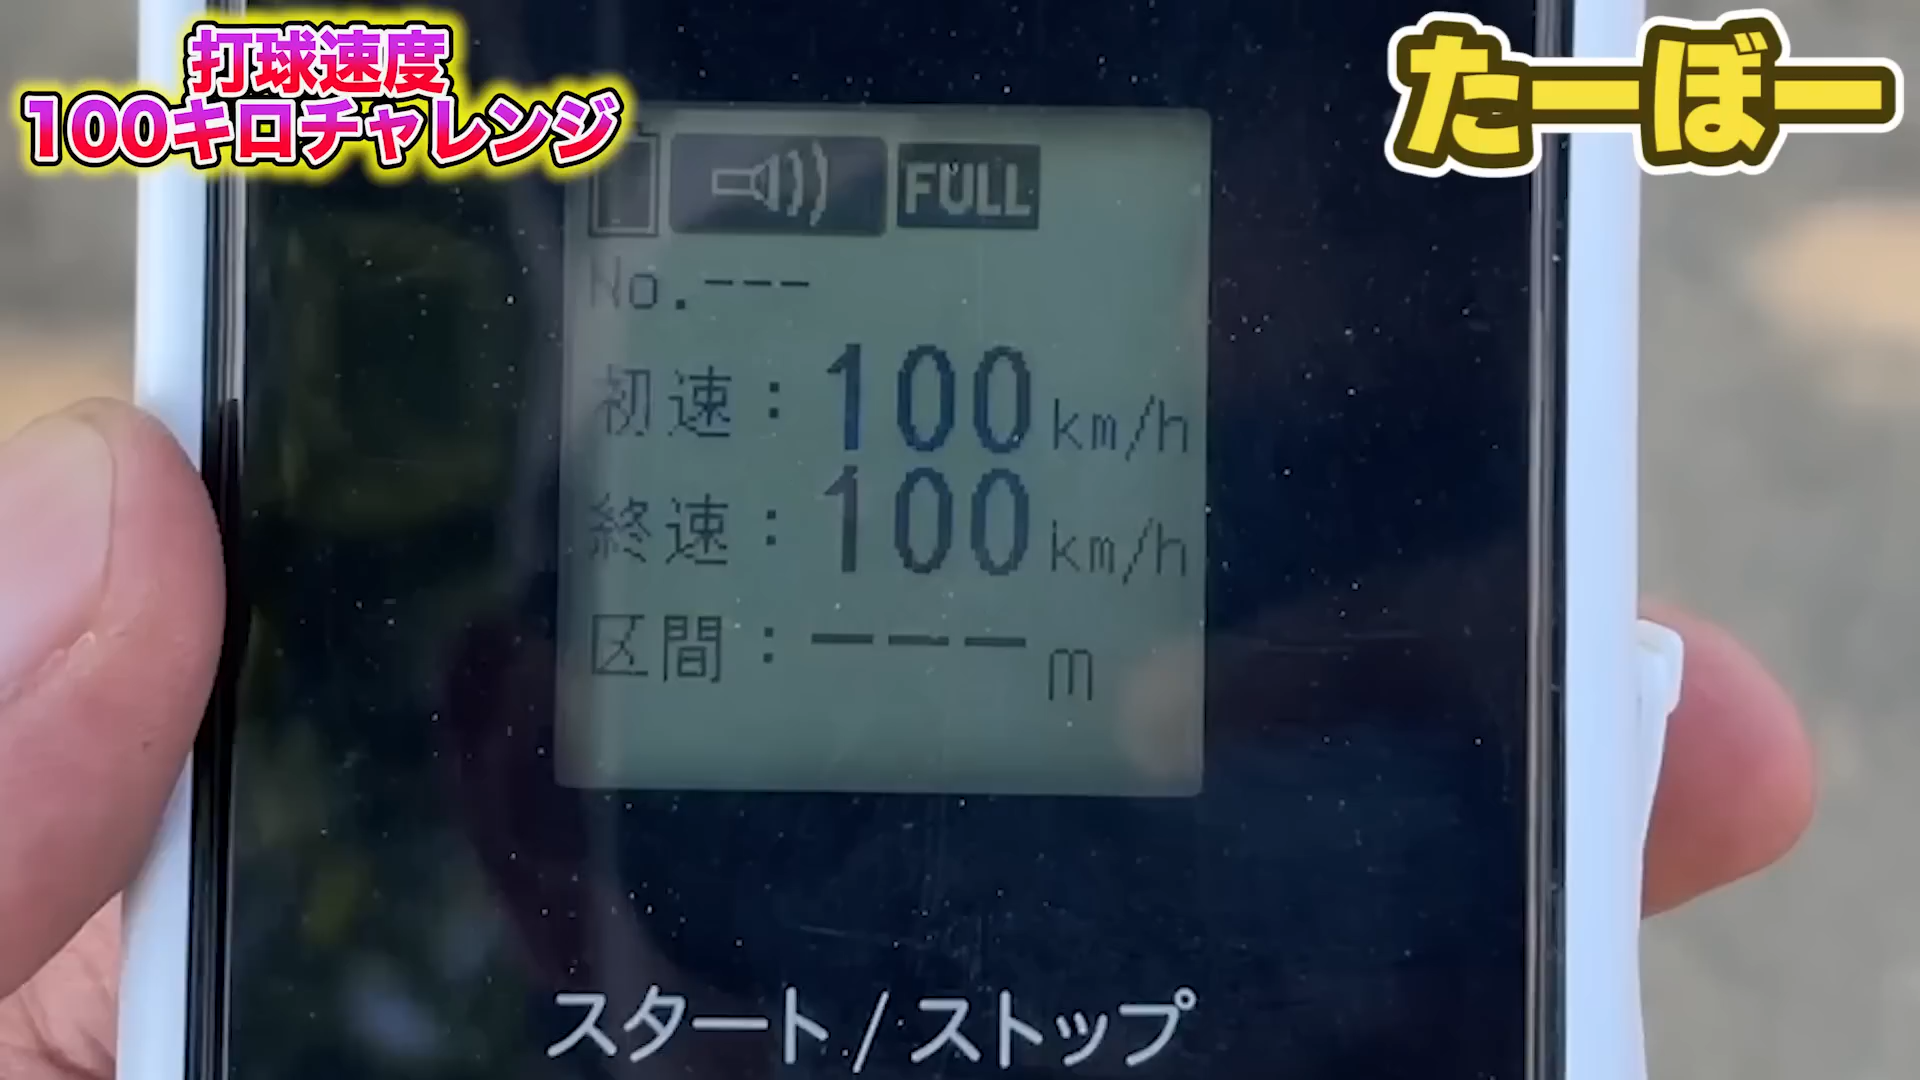 打球速度
100キロチャレンジ
たーぼー
FULL
No.---
初速:100km/h
終速:100km/h
区間:---m
スタート/ストップ